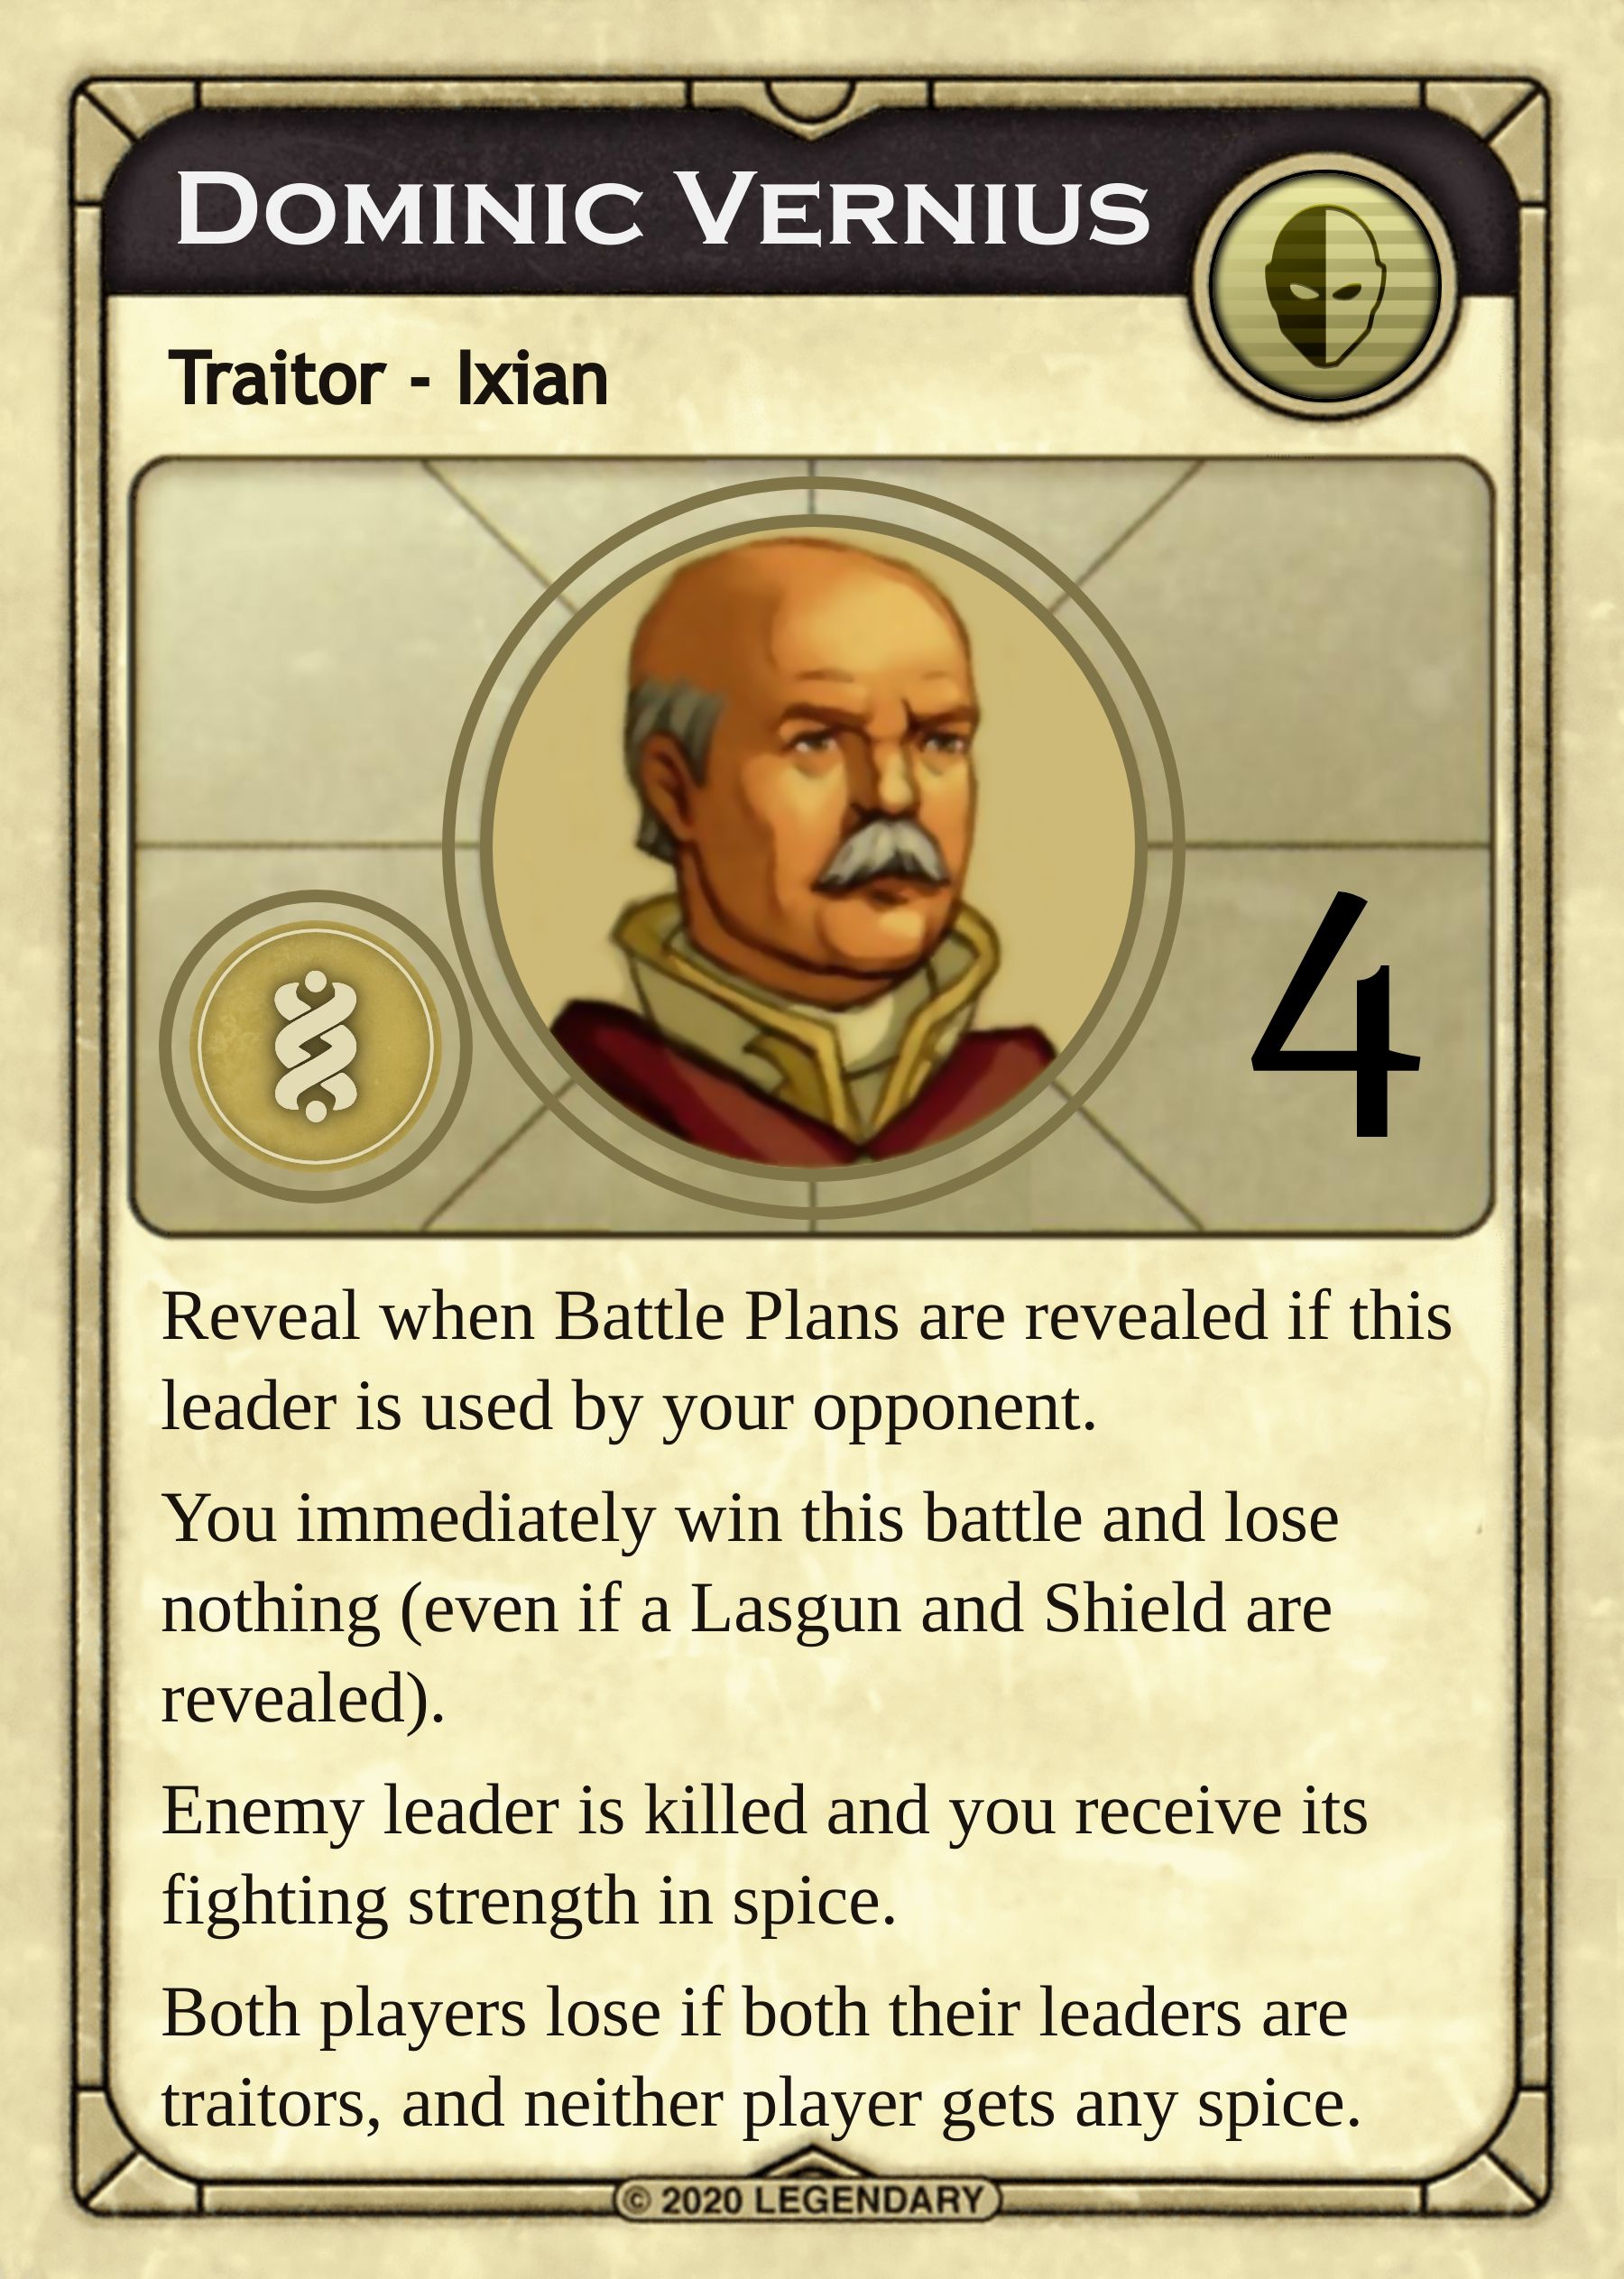 Dominic Vernius
Traitor - Ixian
4
Reveal when Battle Plans are revealed if this
leader is used by your opponent.
You immediately win this battle and lose
nothing (even if a Lasgun and Shield are
revealed).
Enemy leader is killed and you receive its
fighting strength in spice.
Both players lose if both their leaders are
traitors, and neither player gets any spice.
© 2020 LEGENDARY